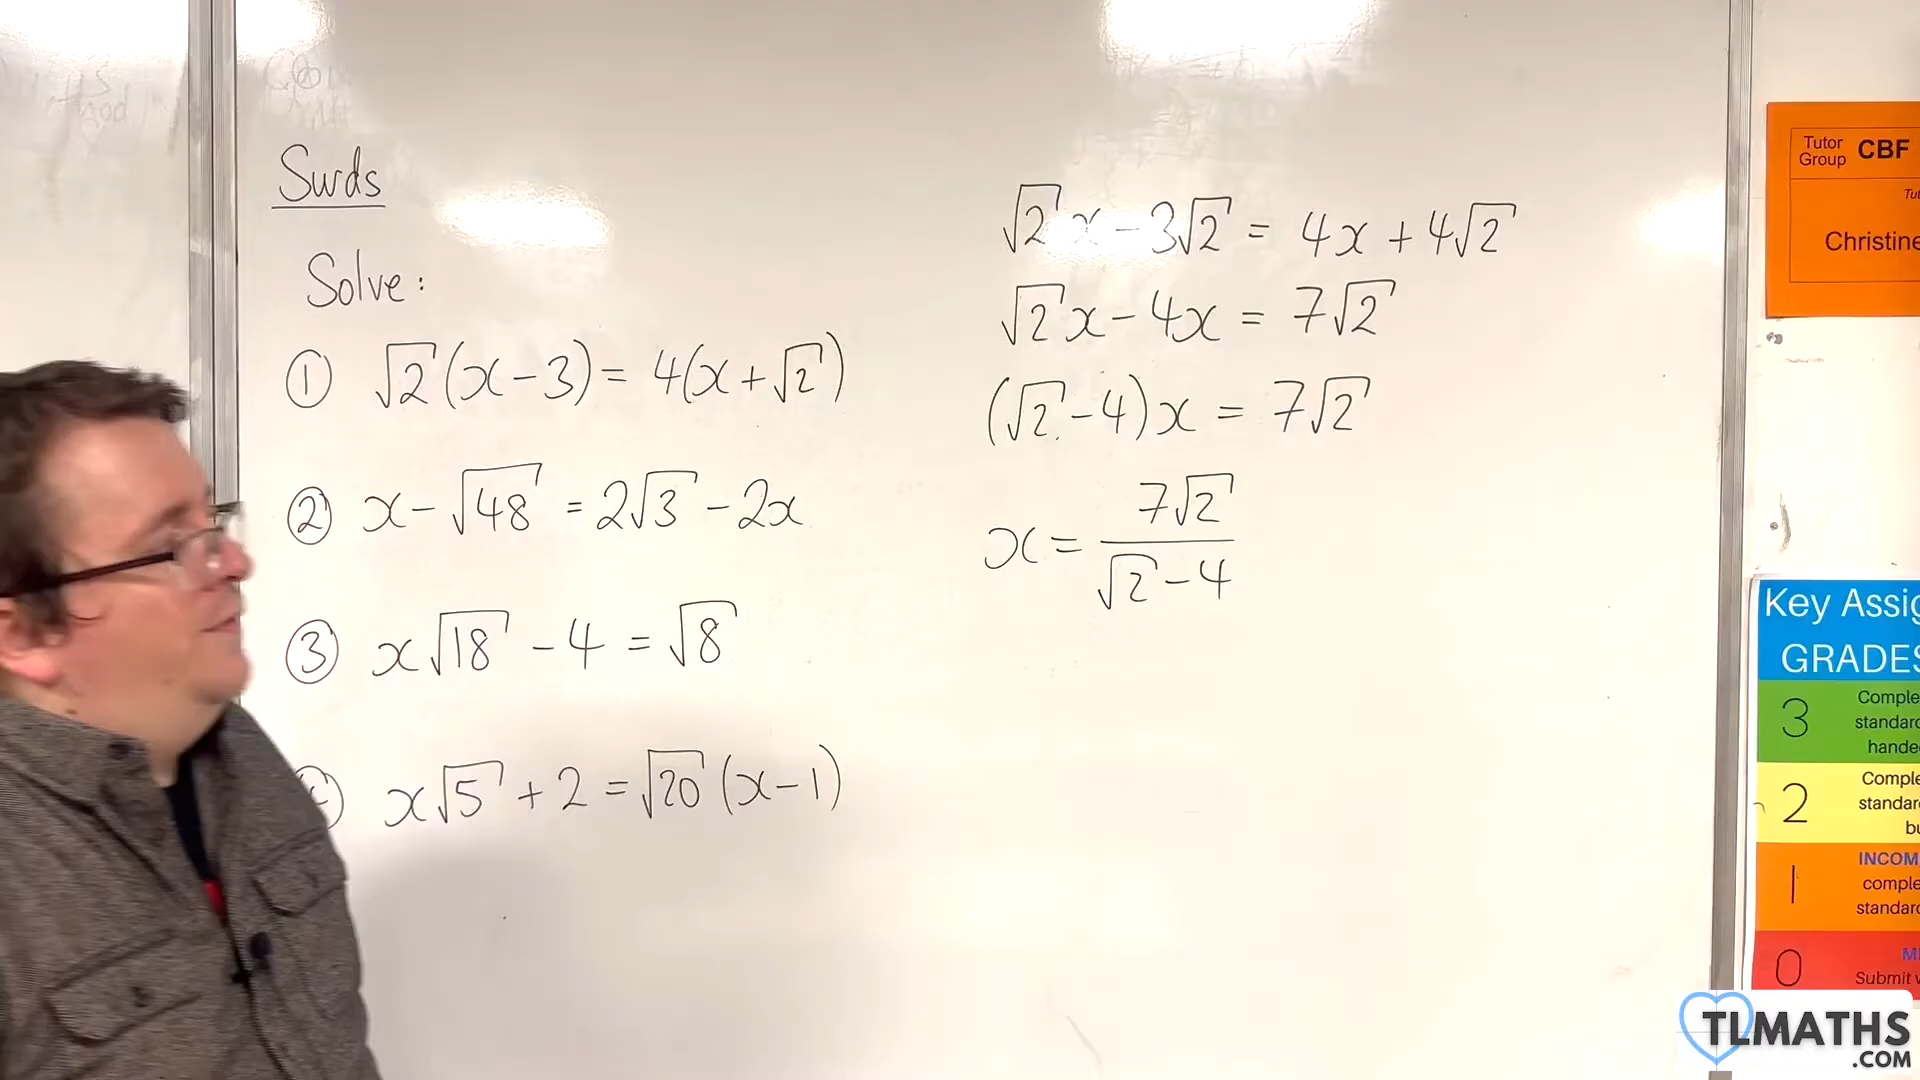 Surds
Solve:
① √2(x-3) = 4(x+√2)
② x-√48 = 2√3 - 2x
③ x√18 - 4 = √8
x√5 + 2 = √20(x-1)
√2x - 3√2 = 4x + 4√2
√2x - 4x = 7√2
(√2-4)x = 7√2
x = 7√2/(√2-4)
Tutor Group CBF
Christine
Key Assig
GRADES
3
Comple
standard
hande
2
Comple
standar
bu
1
INCOM
comple
standard
0
Submit
TLMATHS
.COM